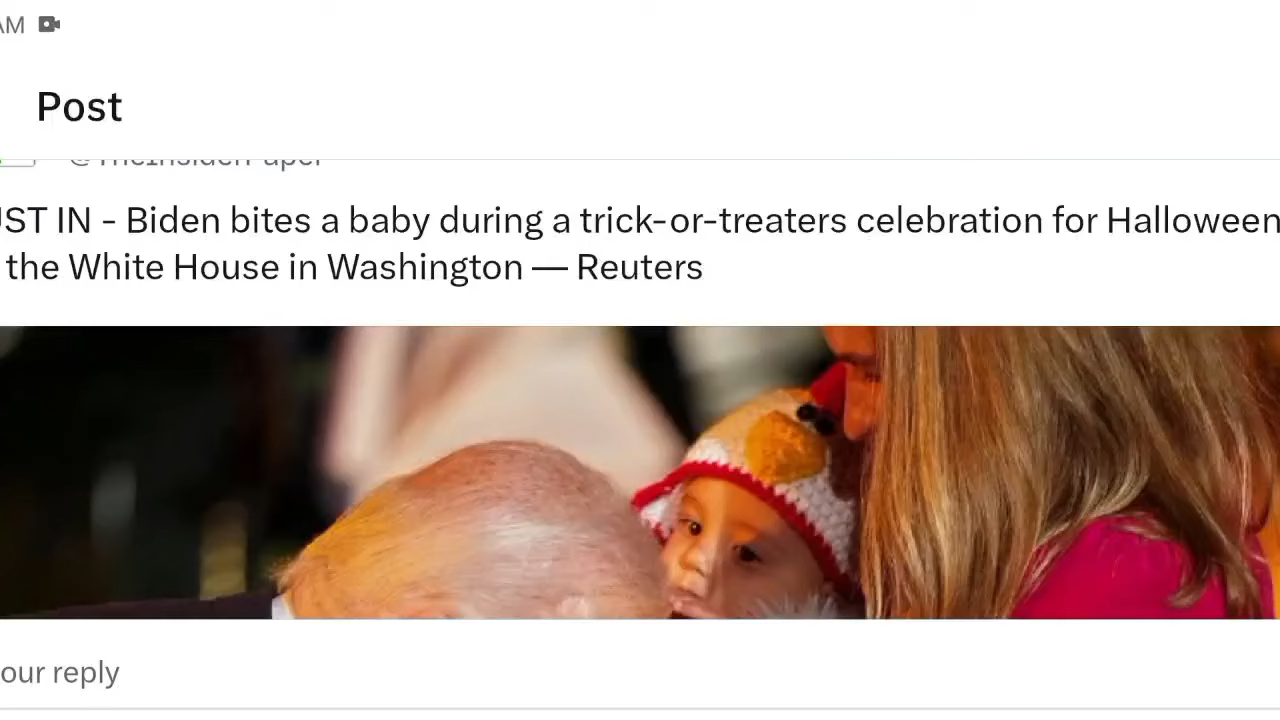 AM
Post
@TheInsiderPaper
UST IN - Biden bites a baby during a trick-or-treaters celebration for Halloween
the White House in Washington — Reuters
our reply